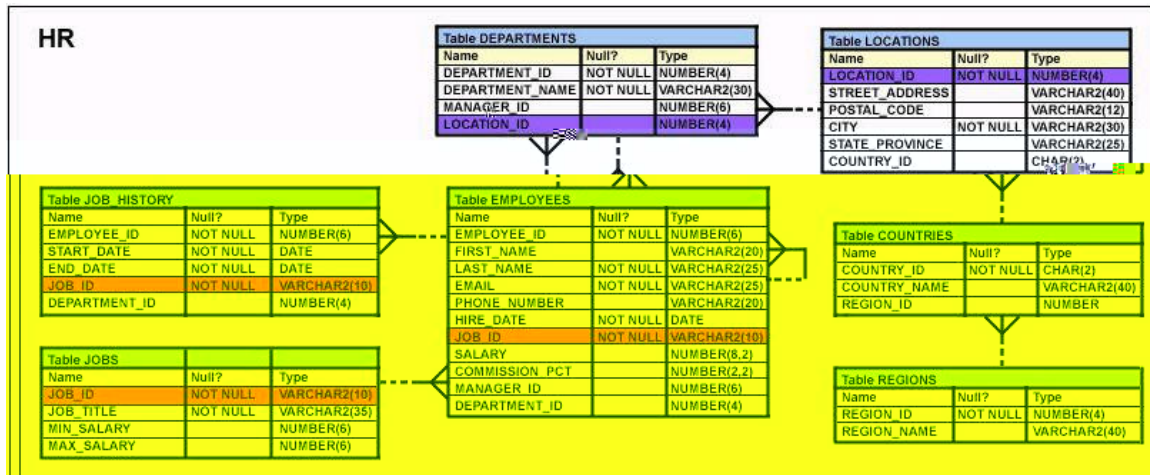 HR
Table DEPARTMENTS
Name Null? Type
DEPARTMENT_ID NOT NULL NUMBER(4)
DEPARTMENT_NAME NOT NULL VARCHAR2(30)
MANAGER_ID NUMBER(6)
LOCATION_ID NUMBER(4)
Table LOCATIONS
Name Null? Type
LOCATION_ID NOT NULL NUMBER(4)
STREET_ADDRESS VARCHAR2(40)
POSTAL_CODE VARCHAR2(12)
CITY NOT NULL VARCHAR2(30)
STATE_PROVINCE VARCHAR2(25)
COUNTRY_ID CHAR(2)
Table JOB_HISTORY
Name Null? Type
EMPLOYEE_ID NOT NULL NUMBER(6)
START_DATE NOT NULL DATE
END_DATE NOT NULL DATE
JOB_ID NOT NULL VARCHAR2(10)
DEPARTMENT_ID NUMBER(4)
Table EMPLOYEES
Name Null? Type
EMPLOYEE_ID NOT NULL NUMBER(6)
FIRST_NAME VARCHAR2(20)
LAST_NAME NOT NULL VARCHAR2(25)
EMAIL NOT NULL VARCHAR2(25)
PHONE_NUMBER VARCHAR2(20)
HIRE_DATE NOT NULL DATE
JOB_ID NOT NULL VARCHAR2(10)
SALARY NUMBER(8,2)
COMMISSION_PCT NUMBER(2,2)
MANAGER_ID NUMBER(6)
DEPARTMENT_ID NUMBER(4)
Table COUNTRIES
Name Null? Type
COUNTRY_ID NOT NULL CHAR(2)
COUNTRY_NAME VARCHAR2(40)
REGION_ID NUMBER
Table JOBS
Name Null? Type
JOB_ID NOT NULL VARCHAR2(10)
JOB_TITLE NOT NULL VARCHAR2(35)
MIN_SALARY NUMBER(6)
MAX_SALARY NUMBER(6)
Table REGIONS
Name Null? Type
REGION_ID NOT NULL NUMBER(4)
REGION_NAME VARCHAR2(40)